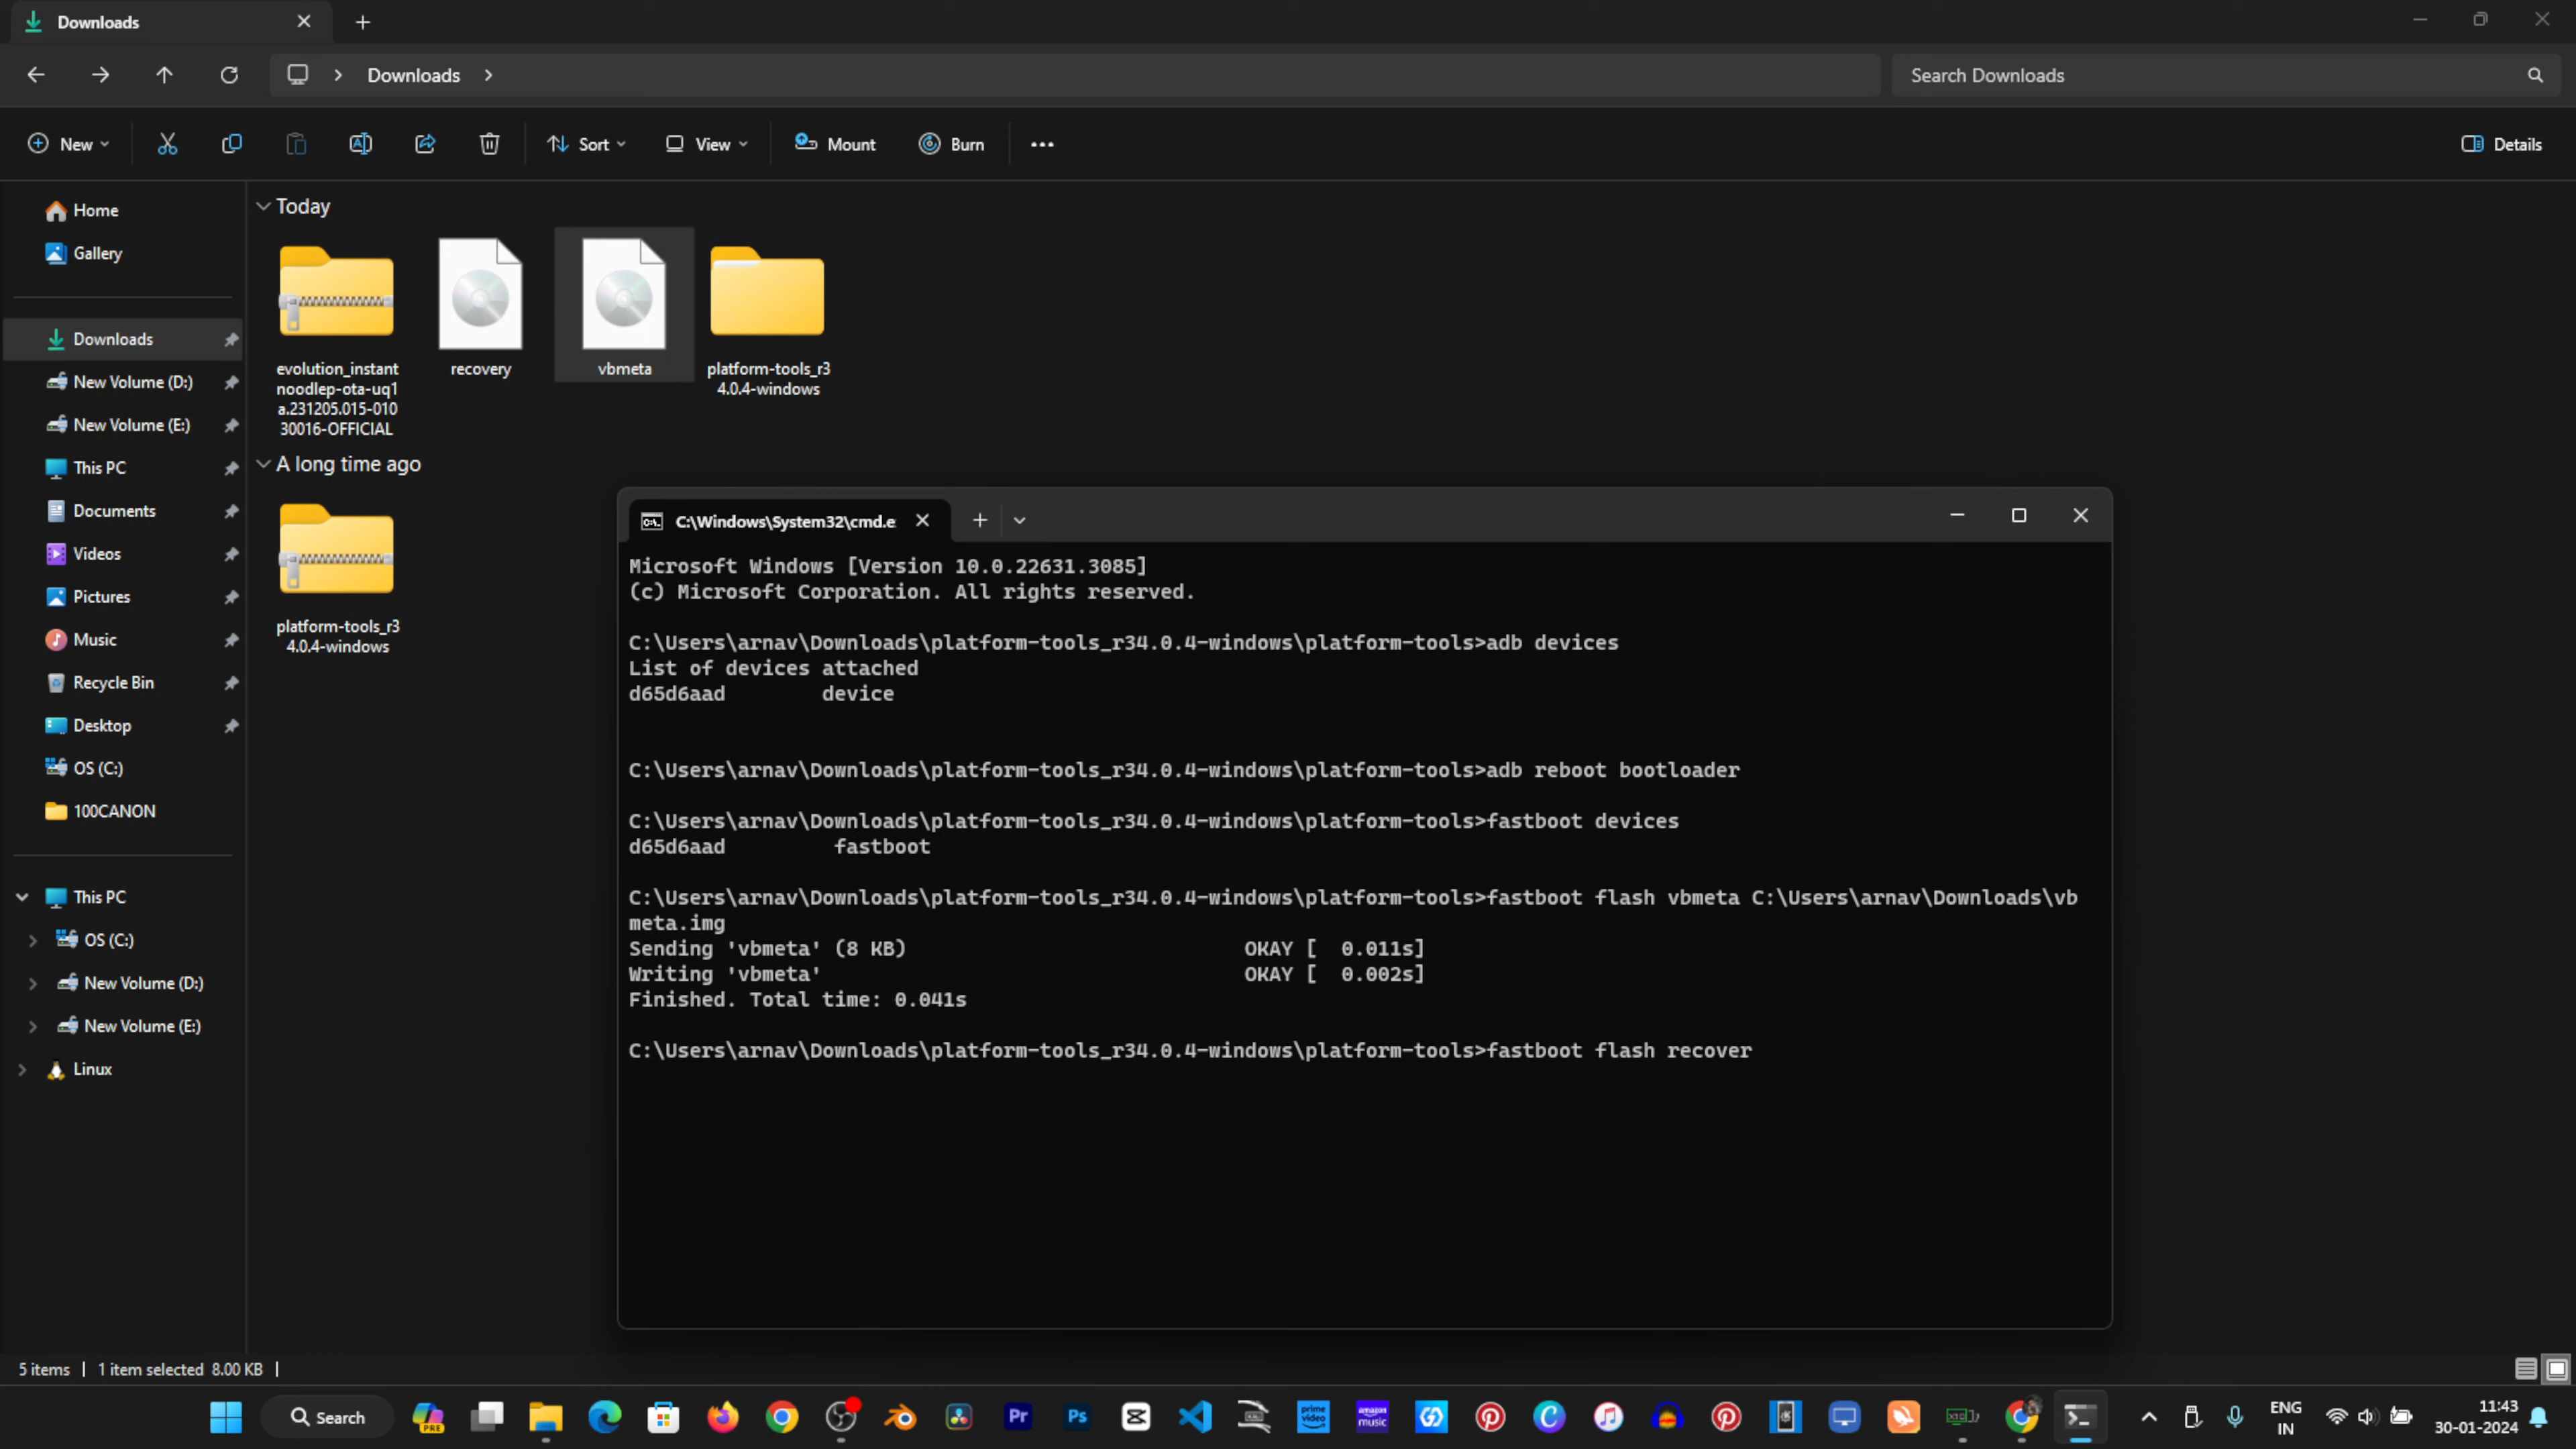 Downloads
Downloads
Search Downloads
New
Sort
View
Mount
Burn
Details
Home
Gallery
Downloads
New Volume (D:)
New Volume (E:)
This PC
Documents
Videos
Pictures
Music
Recycle Bin
Desktop
OS (C:)
100CANON
This PC
OS (C:)
New Volume (D:)
New Volume (E:)
Linux
Today
evolution_instant
noodlep-ota-uq1
a.231205.015-010
30016-OFFICIAL
recovery
vbmeta
platform-tools_r3
4.0.4-windows
A long time ago
platform-tools_r3
4.0.4-windows
C:\Windows\System32\cmd.e
Microsoft Windows [Version 10.0.22631.3085]
(c) Microsoft Corporation. All rights reserved.
C:\Users\arnav\Downloads\platform-tools_r34.0.4-windows\platform-tools>adb devices
List of devices attached
d65d6aad device
C:\Users\arnav\Downloads\platform-tools_r34.0.4-windows\platform-tools>adb reboot bootloader
C:\Users\arnav\Downloads\platform-tools_r34.0.4-windows\platform-tools>fastboot devices
d65d6aad fastboot
C:\Users\arnav\Downloads\platform-tools_r34.0.4-windows\platform-tools>fastboot flash vbmeta C:\Users\arnav\Downloads\vb
meta.img
Sending 'vbmeta' (8 KB) OKAY [ 0.011s]
Writing 'vbmeta' OKAY [ 0.002s]
Finished. Total time: 0.041s
C:\Users\arnav\Downloads\platform-tools_r34.0.4-windows\platform-tools>fastboot flash recover
5 items 1 item selected 8.00 KB
Search
PRE
Pr
Ps
prime video
amazon music
ENG
IN
11:43
30-01-2024